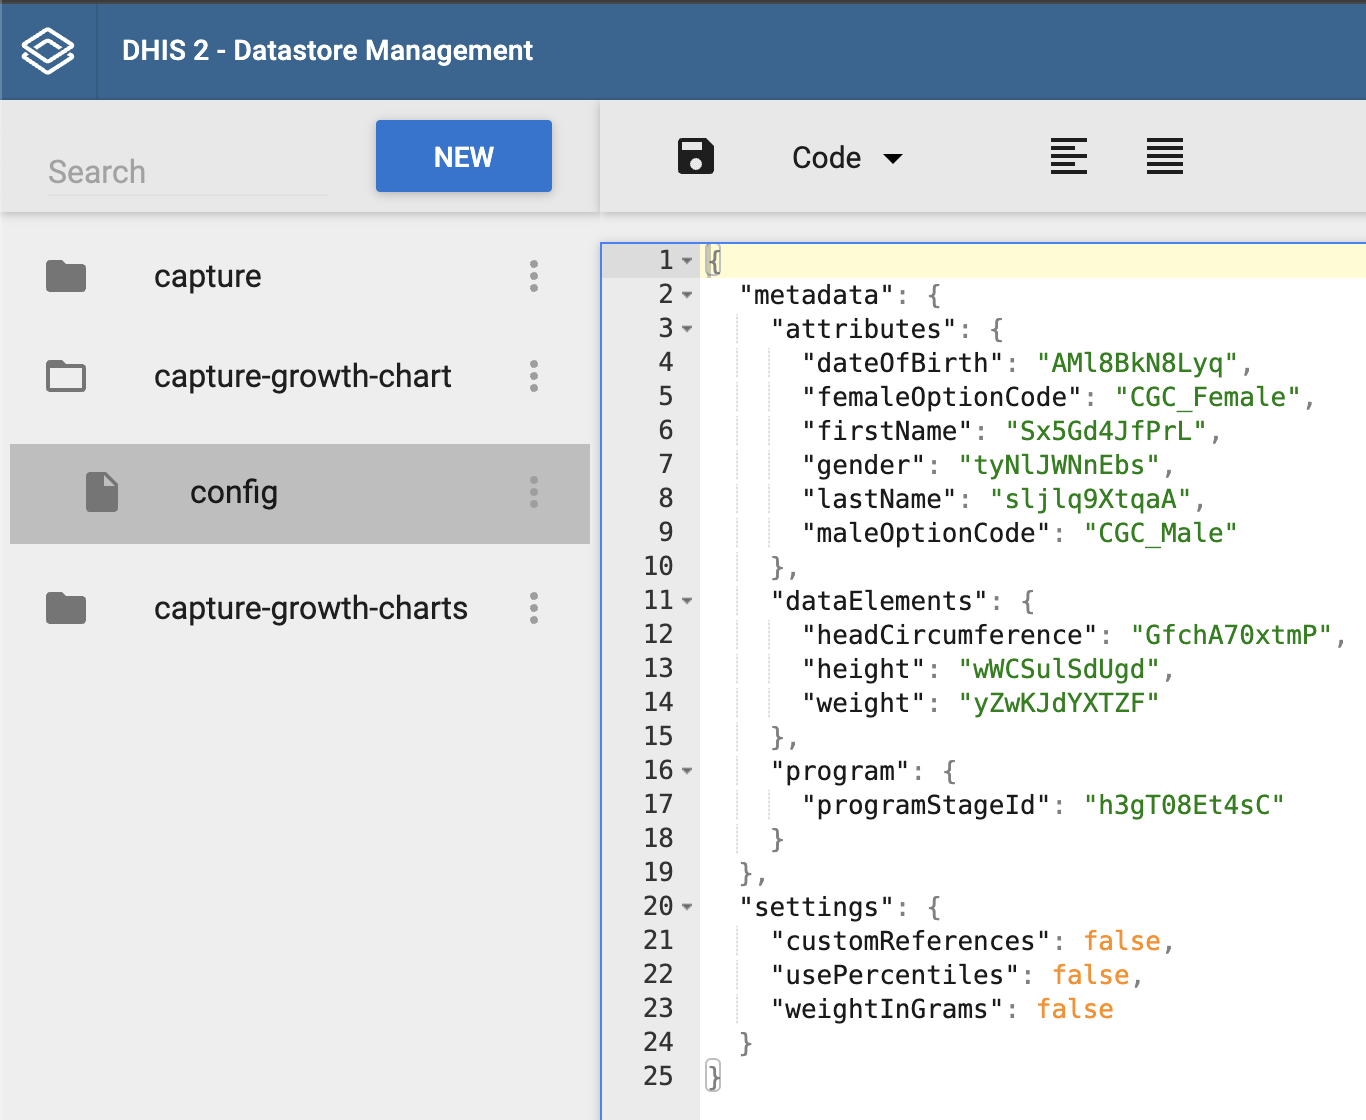 DHIS 2 - Datastore Management
Search
NEW
Code
capture
capture-growth-chart
config
capture-growth-charts
1 {
2 "metadata": {
3 "attributes": {
4 "dateOfBirth": "AMl8BkN8Lyq",
5 "femaleOptionCode": "CGC_Female",
6 "firstName": "Sx5Gd4JfPrL",
7 "gender": "tyNlJWNnEbs",
8 "lastName": "sljlq9XtqaA",
9 "maleOptionCode": "CGC_Male"
10 },
11 "dataElements": {
12 "headCircumference": "GfchA70xtmP",
13 "height": "wWCSulSdUgd",
14 "weight": "yZwKJdYXTZF"
15 },
16 "program": {
17 "programStageId": "h3gT08Et4sC"
18 }
19 },
20 "settings": {
21 "customReferences": false,
22 "usePercentiles": false,
23 "weightInGrams": false
24 }
25 }